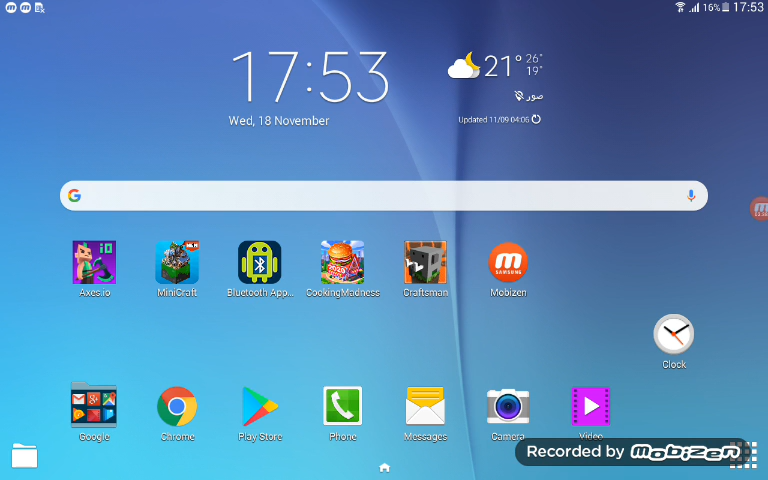 16% 17:53
17:53
21° 26° 19°
صور
Wed, 18 November
Updated 11/09 04:06
Axes.io
MiniCraft
Bluetooth App...
CookingMadness
Craftsman
Mobizen
Clock
Google
Chrome
Play Store
Phone
Messages
Camera
Video
Recorded by mobizen